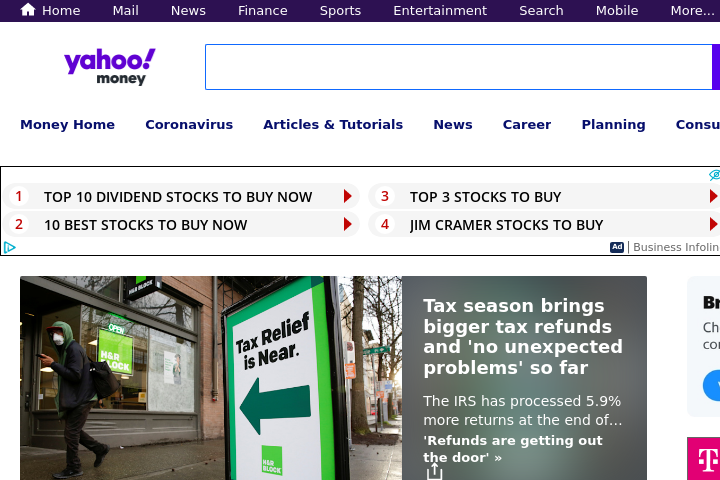 Home Mail News Finance Sports Entertainment Search Mobile More...
yahoo!
money
Money Home Coronavirus Articles & Tutorials News Career Planning
1 TOP 10 DIVIDEND STOCKS TO BUY NOW
2 10 BEST STOCKS TO BUY NOW
3 TOP 3 STOCKS TO BUY
4 JIM CRAMER STOCKS TO BUY
Ad Business Infolin
OPEN
H&R BLOCK
H&R
BLOCK
Tax Relief
is Near.
H&R
BLOCK
Tax season brings
bigger tax refunds
and 'no unexpected
problems' so far
The IRS has processed 5.9%
more returns at the end of…
'Refunds are getting out
the door' »
T